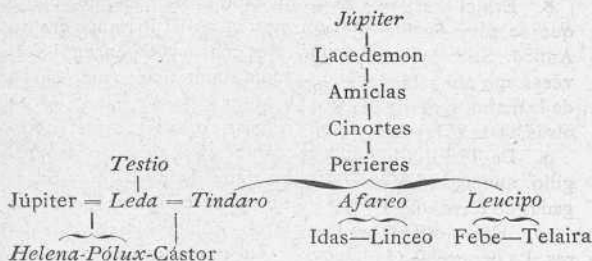 Júpiter
Lacedemon
Amiclas
Cinortes
Testio
Perieres
Júpiter = Leda = Tindaro
Afareo
Leucipo
Helena-Pólux-Cástor
Idas—Linceo
Febe—Telaira